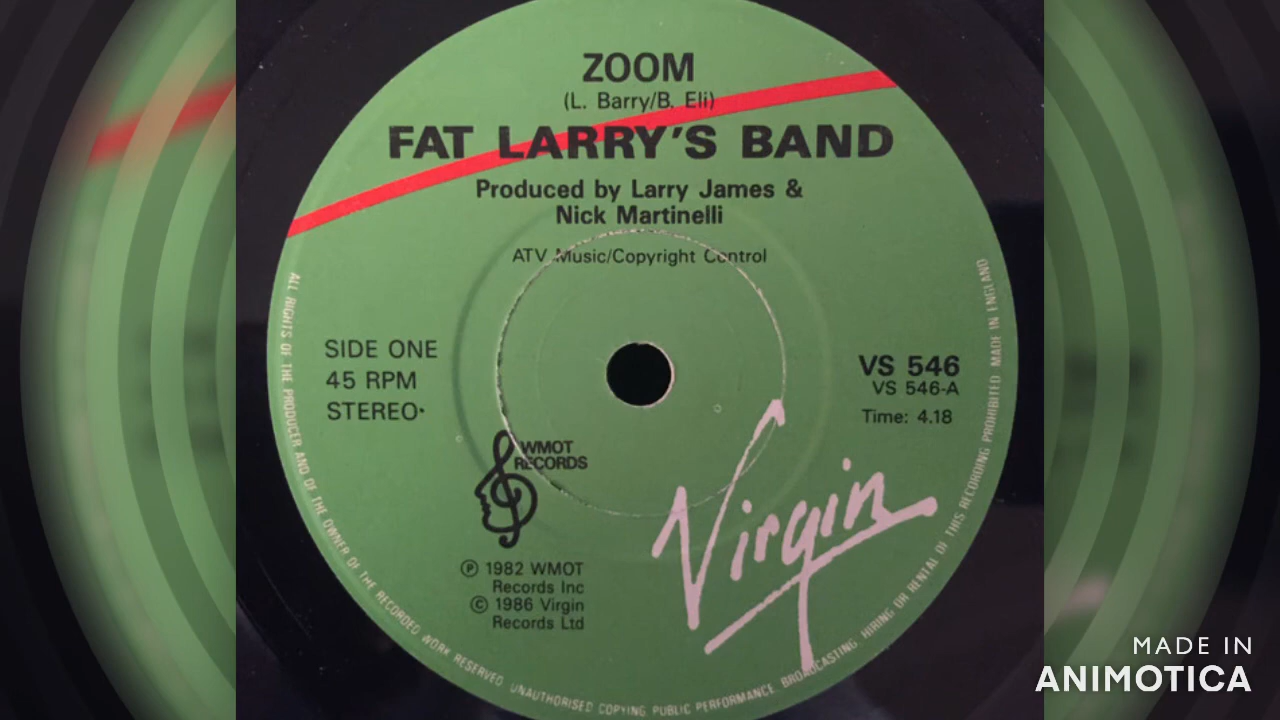 ZOOM
(L. Barry/B. Eli)
FAT LARRY'S BAND
Produced by Larry James &
Nick Martinelli
ATV Music/Copyright Control
SIDE ONE
45 RPM
STEREO·
VS 546
VS 546-A
Time: 4.18
WMOT
RECORDS
Virgin
Ⓟ 1982 WMOT
Records Inc
© 1986 Virgin
Records Ltd
ALL RIGHTS OF THE PRODUCER AND OF THE OWNER OF THE RECORDED WORK RESERVED UNAUTHORISED COPYING PUBLIC PERFORMANCE BROADCASTING HIRING OR RENTAL OF THIS RECORDING PROHIBITED MADE IN ENGLAND
MADE IN
ANIMOTICA